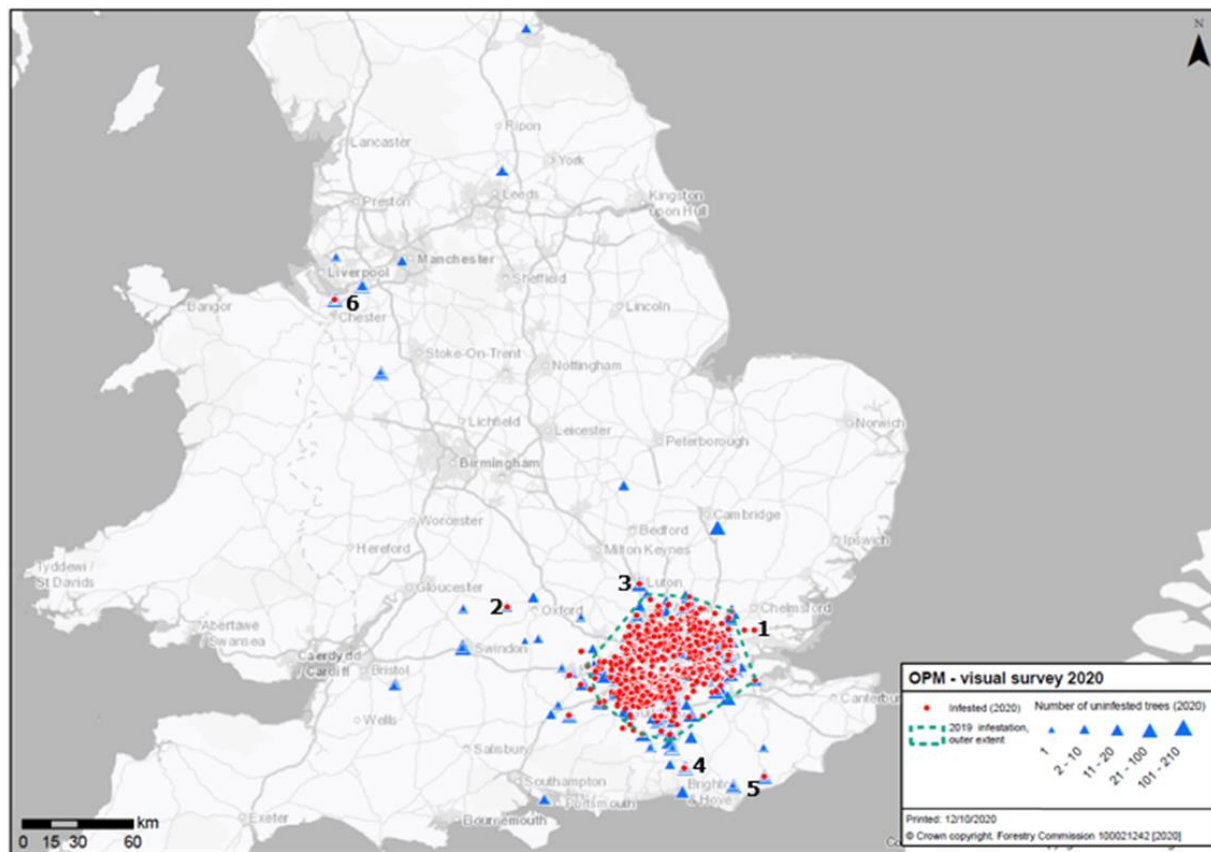 N
Ripon
Lancaster
York
Leeds
Preston
Kingston
upon Hull
Manchester
Liverpool
Sheffield
6
Bangor
Chester
Lincoln
Stoke-On-Trent
Nottingham
Lichfield
Leicester
Norwich
Peterborough
Birmingham
Cambridge
Worcester
Bedford
Ipswich
Hereford
Milton Keynes
Tyddewi /
St Davids
3
Luton
Gloucester
2
Oxford
Chelmsford
Abertawe
/ Swansea
1
Swindon
Caerdydd
/ Cardiff
Bristol
Canterbury
Wells
Salisbury
4
Southampton
Brighton
& Hove
5
Portsmouth
Exeter
Bournemouth
km
0 15 30 60
OPM - visual survey 2020
Infested (2020)
2019 infestation,
outer extent
Number of uninfested trees (2020)
1
2 - 10
11 - 20
21 - 100
101 - 210
Printed: 12/10/2020
© Crown copyright. Forestry Commission 100021242 [2020]